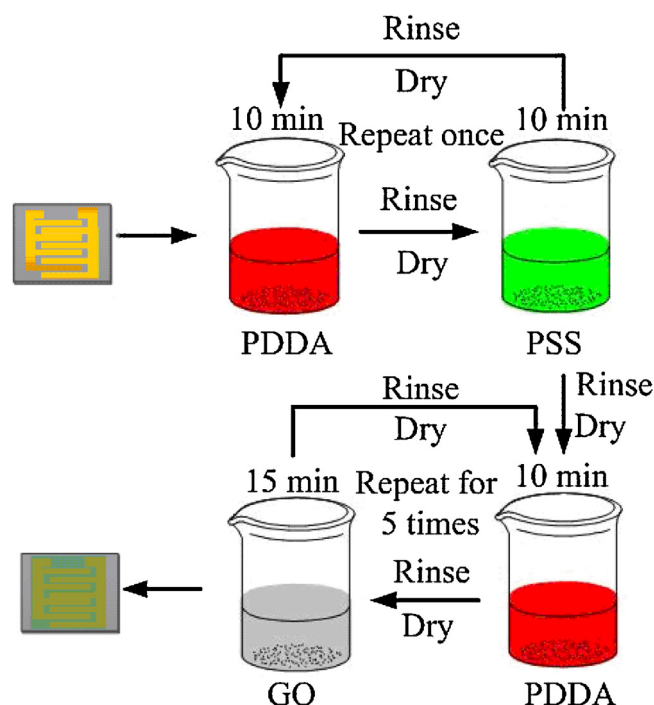 Rinse
Dry
10 min
Repeat once
10 min
Rinse
Dry
PDDA
PSS
Rinse
Dry
Rinse
Dry
15 min
Repeat for
5 times
10 min
Rinse
Dry
GO
PDDA